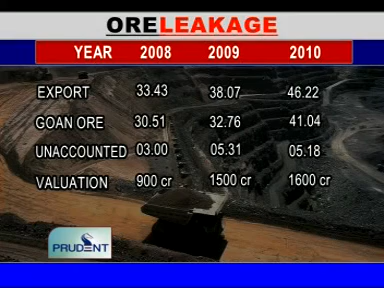 ORELEAKAGE
YEAR 2008 2009 2010
EXPORT 33.43 38.07 46.22
GOAN ORE 30.51 32.76 41.04
UNACCOUNTED 03.00 05.31 05.18
VALUATION 900 cr 1500 cr 1600 cr
PRUDENT